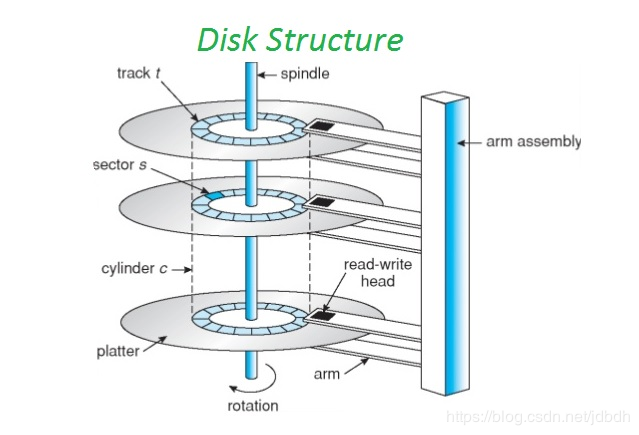 Disk Structure
track t
spindle
arm assembly
sector s
cylinder c
read-write
head
platter
arm
rotation
https://blog.csdn.net/jdbdh